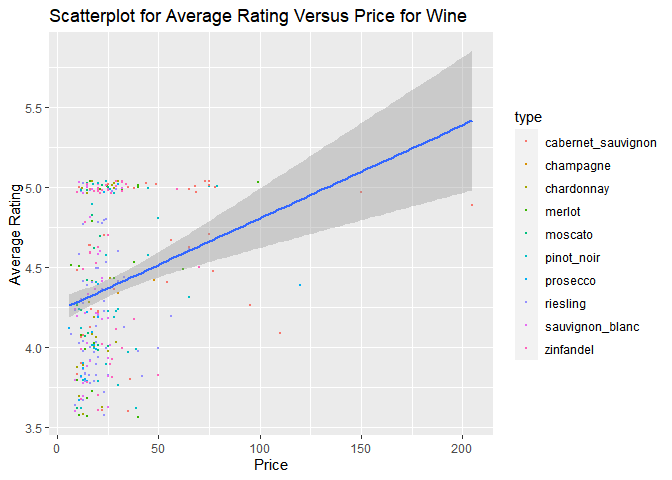 Scatterplot for Average Rating Versus Price for Wine
Average Rating
5.5
5.0
4.5
4.0
3.5
0
50
100
150
200
Price
type
cabernet_sauvignon
champagne
chardonnay
merlot
moscato
pinot_noir
prosecco
riesling
sauvignon_blanc
zinfandel